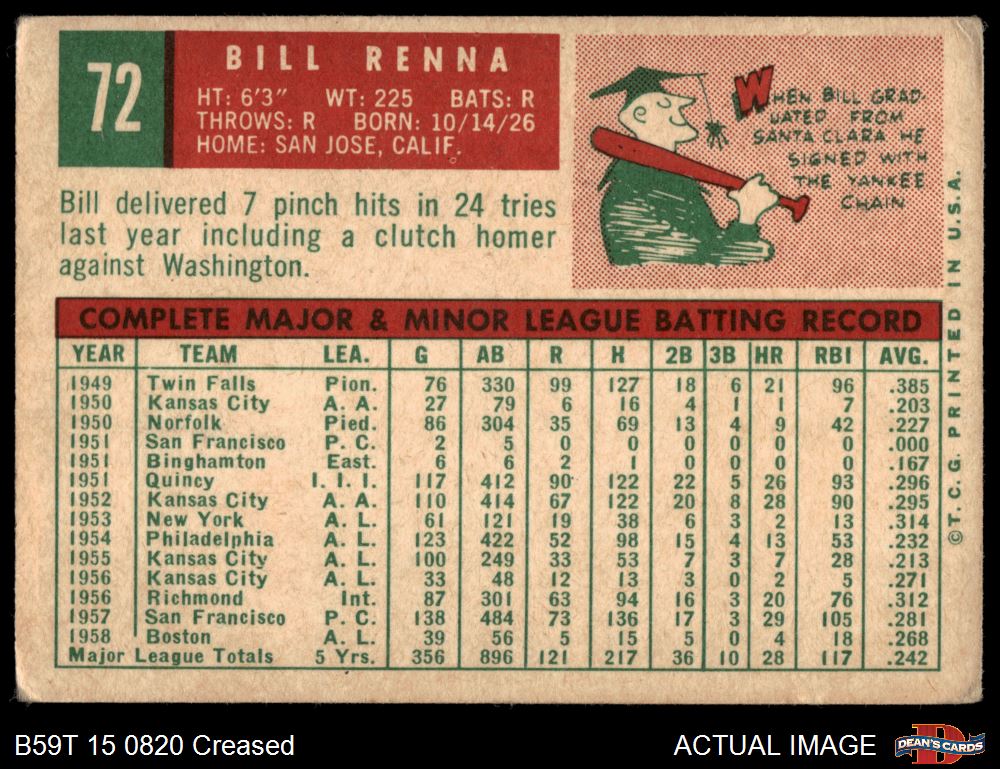 72
BILL RENNA
HT: 6'3" WT: 225 BATS: R
THROWS: R BORN: 10/14/26
HOME: SAN JOSE, CALIF.
WHEN BILL GRAD-
UATED FROM
SANTA CLARA HE
SIGNED WITH
THE YANKEE
CHAIN
Bill delivered 7 pinch hits in 24 tries
last year including a clutch homer
against Washington.
COMPLETE MAJOR & MINOR LEAGUE BATTING RECORD
YEAR TEAM LEA. G AB R H 2B 3B HR RBI AVG.
1949 Twin Falls Pion. 76 330 99 127 18 6 21 96 .385
1950 Kansas City A. A. 27 79 6 16 4 1 1 7 .203
1950 Norfolk Pied. 86 304 35 69 13 4 9 42 .227
1951 San Francisco P. C. 2 5 0 0 0 0 0 0 .000
1951 Binghamton East. 6 6 2 1 0 0 0 0 .167
1951 Quincy I. I. I. 117 412 90 122 22 5 26 93 .296
1952 Kansas City A. A. 110 414 67 122 20 8 28 90 .295
1953 New York A. L. 61 121 19 38 6 3 2 13 .314
1954 Philadelphia A. L. 123 422 52 98 15 4 13 53 .232
1955 Kansas City A. L. 100 249 33 53 7 3 7 28 .213
1956 Kansas City A. L. 33 48 12 13 3 0 2 5 .271
1956 Richmond Int. 87 301 63 94 16 3 20 76 .312
1957 San Francisco P. C. 138 484 73 136 17 3 29 105 .281
1958 Boston A. L. 39 56 5 15 5 0 4 18 .268
Major League Totals 5 Yrs. 356 896 121 217 36 10 28 117 .242
© T. C. G. PRINTED IN U.S.A.
B59T 15 0820 Creased
ACTUAL IMAGE
D
DEAN'S CARDS